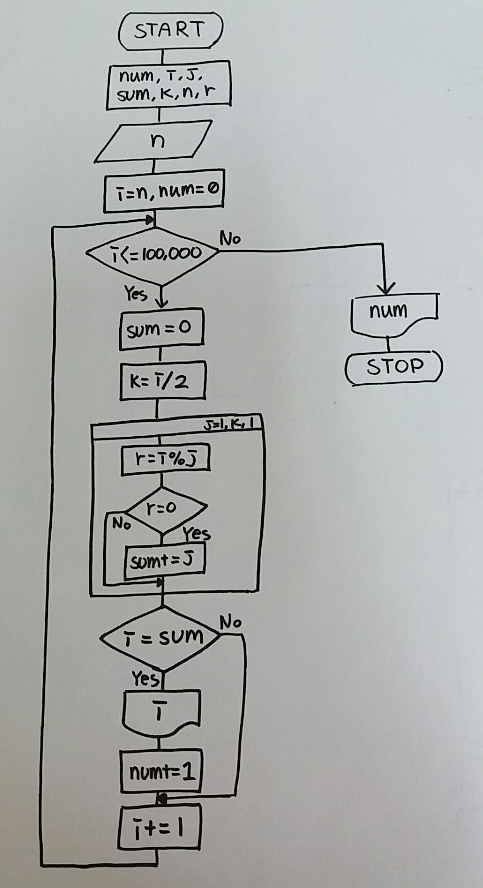 START
num, i, j,
sum, k, n, r
n
i=n, num=0
i<=100,000
No
Yes
sum=0
k=i/2
num
STOP
j=1, k, 1
r=i%j
r=0
No
Yes
sum+=j
i=sum
No
Yes
i
num+=1
i+=1